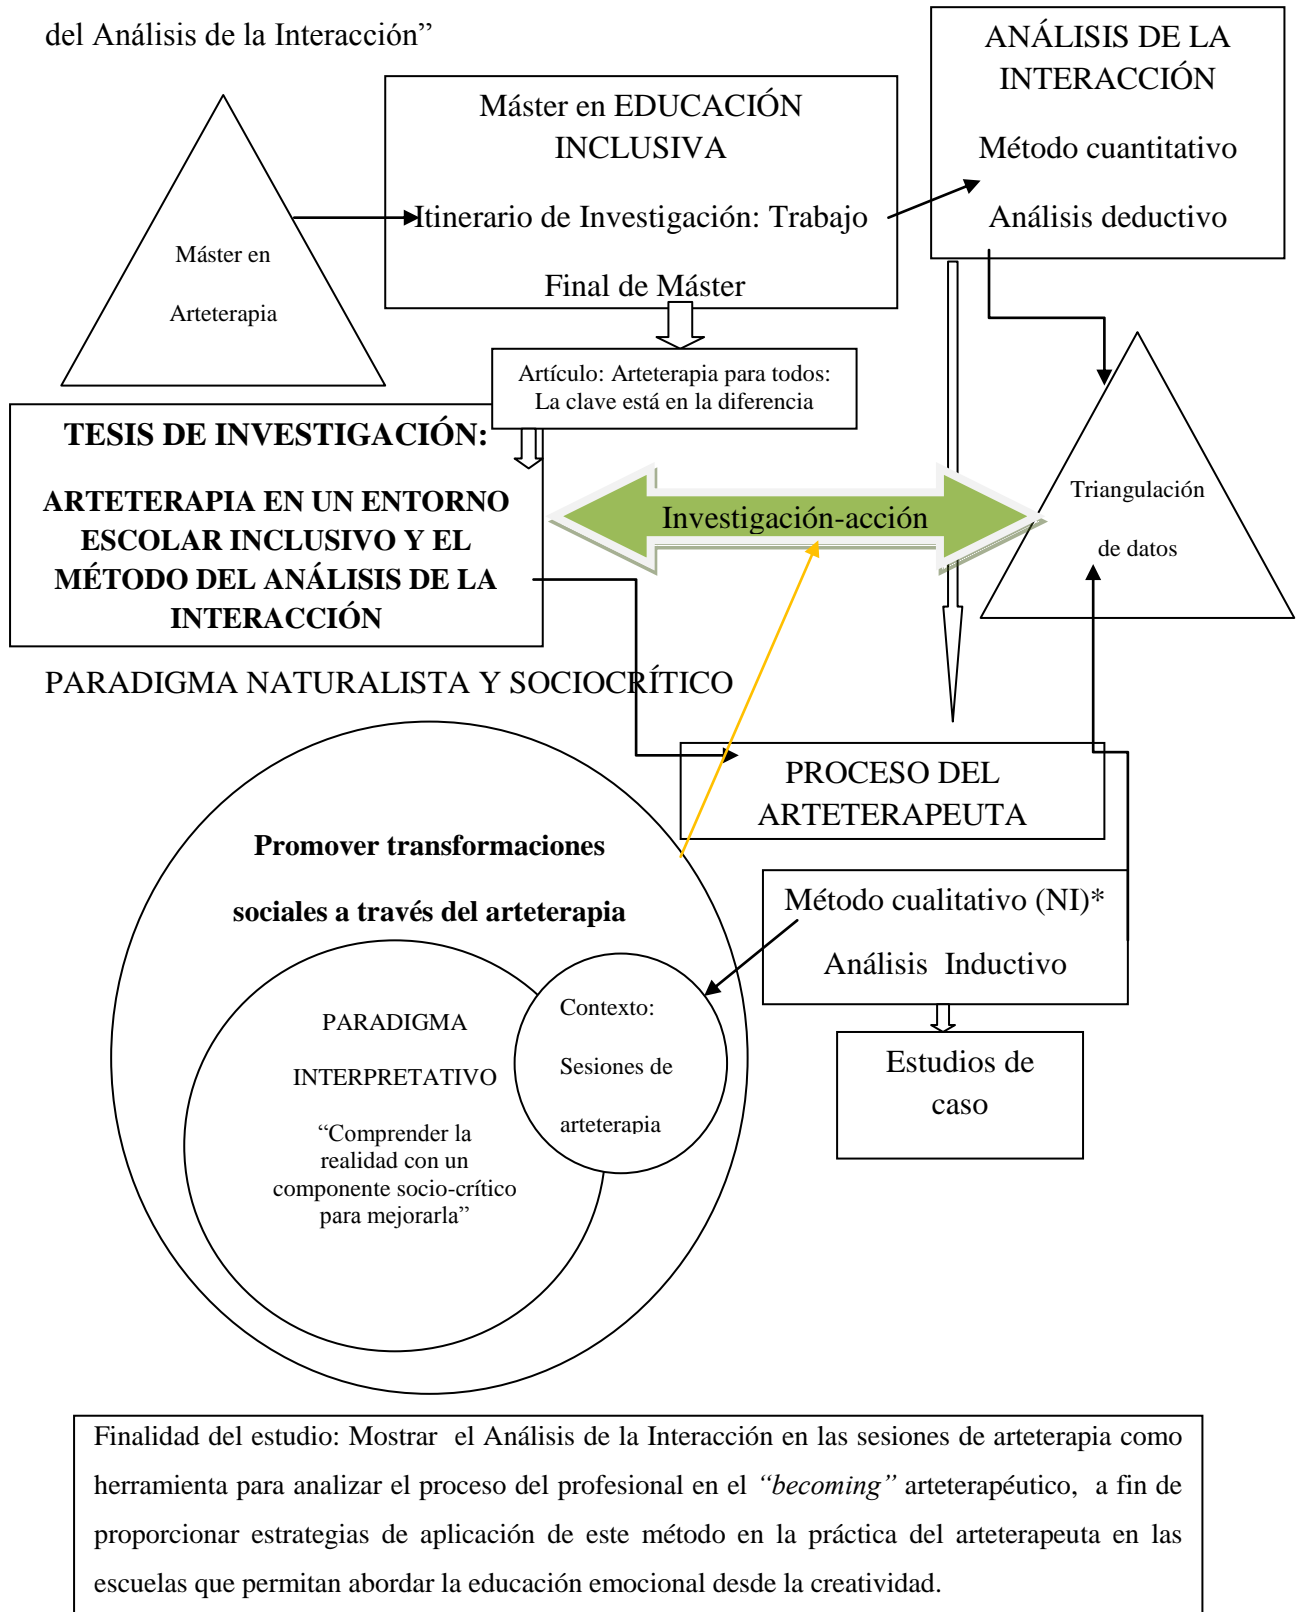 del Análisis de la Interacción”
ANÁLISIS DE LA
INTERACCIÓN
Método cuantitativo
Análisis deductivo
Máster en EDUCACIÓN
INCLUSIVA
Itinerario de Investigación: Trabajo
Final de Máster
Máster en
Arteterapia
Artículo: Arteterapia para todos:
La clave está en la diferencia
TESIS DE INVESTIGACIÓN:
ARTETERAPIA EN UN ENTORNO
ESCOLAR INCLUSIVO Y EL
MÉTODO DEL ANÁLISIS DE LA
INTERACCIÓN
Investigación-acción
Triangulación
de datos
PARADIGMA NATURALISTA Y SOCIOCRÍTICO
PROCESO DEL
ARTETERAPEUTA
Promover transformaciones
sociales a través del arteterapia
Método cualitativo (NI)*
Análisis  Inductivo
PARADIGMA
INTERPRETATIVO
“Comprender la
realidad con un
componente socio-crítico
para mejorarla”
Contexto:
Sesiones de
arteterapia
Estudios de
caso
Finalidad del estudio: Mostrar  el Análisis de la Interacción en las sesiones de arteterapia como
herramienta para analizar el proceso del profesional en el “becoming” arteterapéutico,  a fin de
proporcionar estrategias de aplicación de este método en la práctica del arteterapeuta en las
escuelas que permitan abordar la educación emocional desde la creatividad.